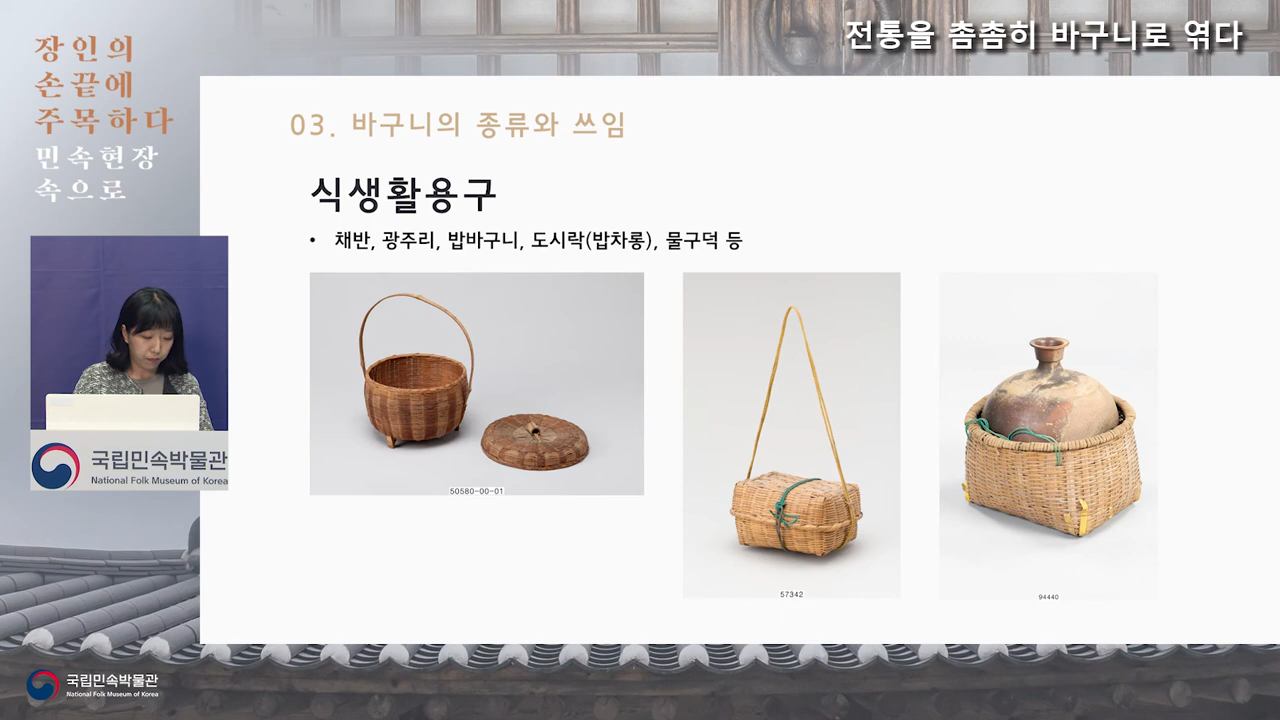 전통을 촘촘히 바구니로 엮다
장인의
손끝에
주목하다
민속현장
속으로
03. 바구니의 종류와 쓰임
식생활용구
• 채반, 광주리, 밥바구니, 도시락(밥차롱), 물구덕 등
50580-00-01
57342
94440
국립민속박물관
National Folk Museum of Korea
국립민속박물관
National Folk Museum of Korea